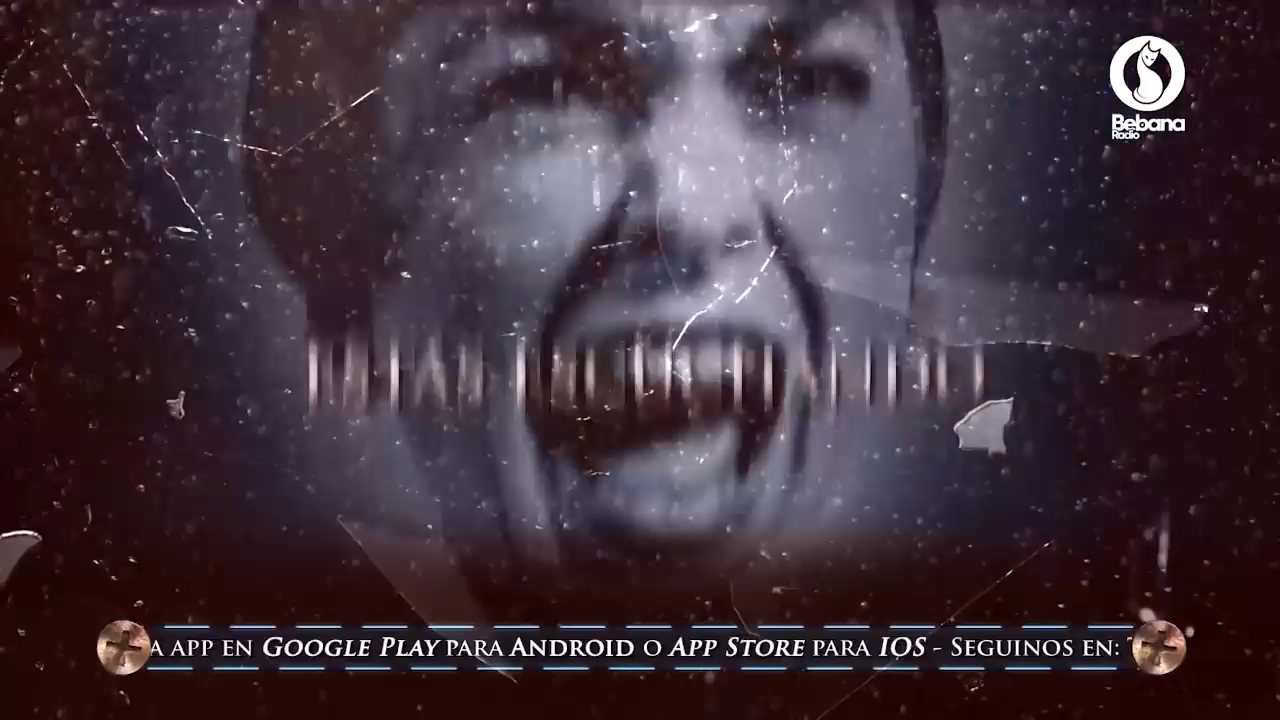 Bebana
Radio
A APP EN GOOGLE PLAY PARA ANDROID O APP STORE PARA IOS - SEGUINOS EN: